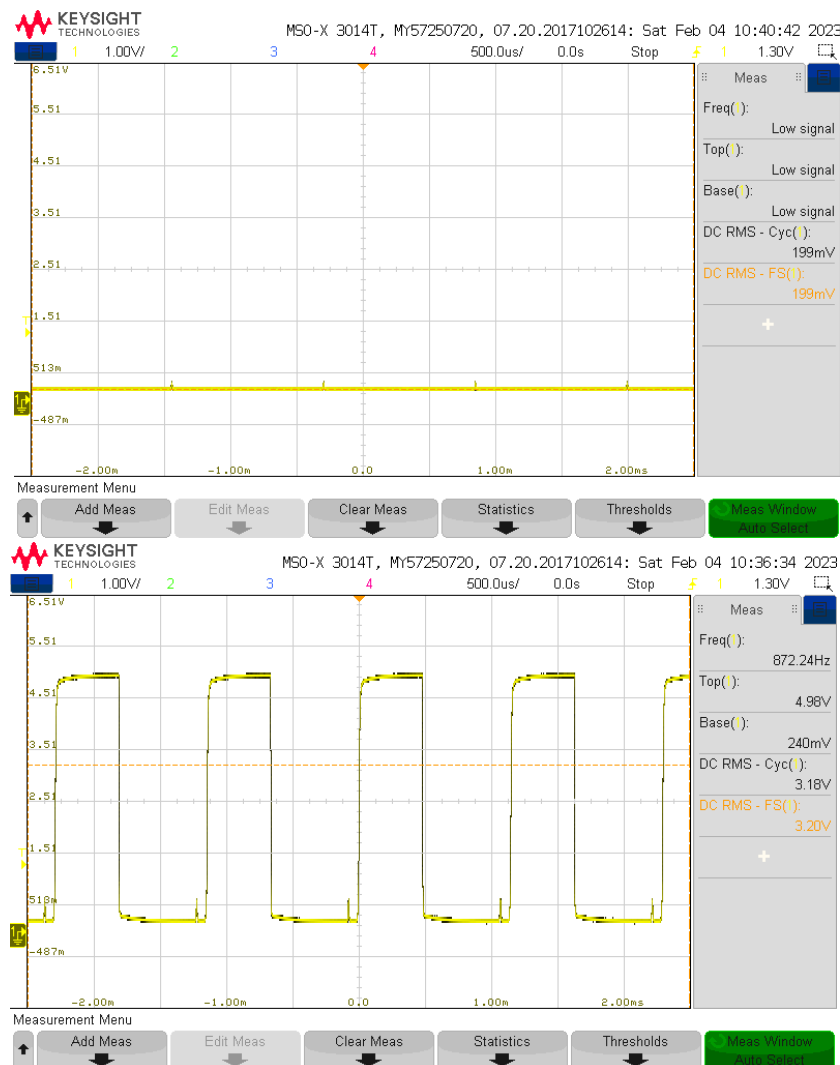 KEYSIGHT
TECHNOLOGIES
MSO-X 3014T, MY57250720, 07.20.2017102614: Sat Feb 04 10:40:42 2023
1 1.00V/ 2 3 4 500.0us/ 0.0s Stop 1 1.30V
6.51V
5.51
4.51
3.51
2.51
1.51
513m
-487m
-2.00m -1.00m 0.0 1.00m 2.00ms
T
1
Meas
Freq(1):
Low signal
Top(1):
Low signal
Base(1):
Low signal
DC RMS - Cyc(1):
199mV
DC RMS - FS(1):
199mV
+
Measurement Menu
Add Meas Edit Meas Clear Meas Statistics Thresholds Meas Window
Auto Select
KEYSIGHT
TECHNOLOGIES
MSO-X 3014T, MY57250720, 07.20.2017102614: Sat Feb 04 10:36:34 2023
1 1.00V/ 2 3 4 500.0us/ 0.0s Stop 1 1.30V
6.51V
5.51
4.51
3.51
2.51
1.51
513m
-487m
-2.00m -1.00m 0.0 1.00m 2.00ms
T
1
Meas
Freq(1):
872.24Hz
Top(1):
4.98V
Base(1):
240mV
DC RMS - Cyc(1):
3.18V
DC RMS - FS(1):
3.20V
+
Measurement Menu
Add Meas Edit Meas Clear Meas Statistics Thresholds Meas Window
Auto Select